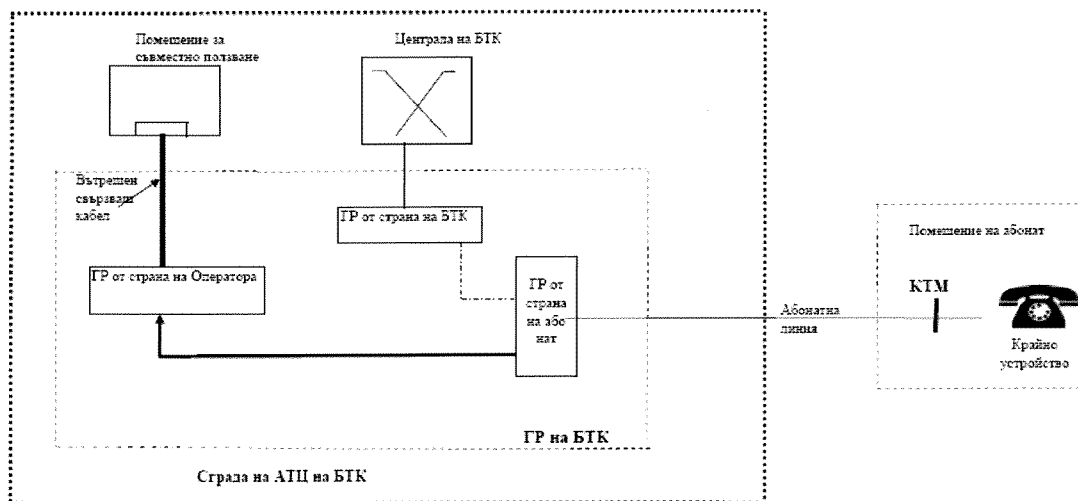 Помещение за
съвместно ползване
Централа на БТК
Вътрешен
свързващ
кабел
ГР от страна на БТК
ГР от страна на Оператора
ГР от
страна
на або
нат
Абонатна
линия
Помещение на абонат
КТМ
Крайно
устройство
ГР на БТК
Сграда на АТЦ на БТК